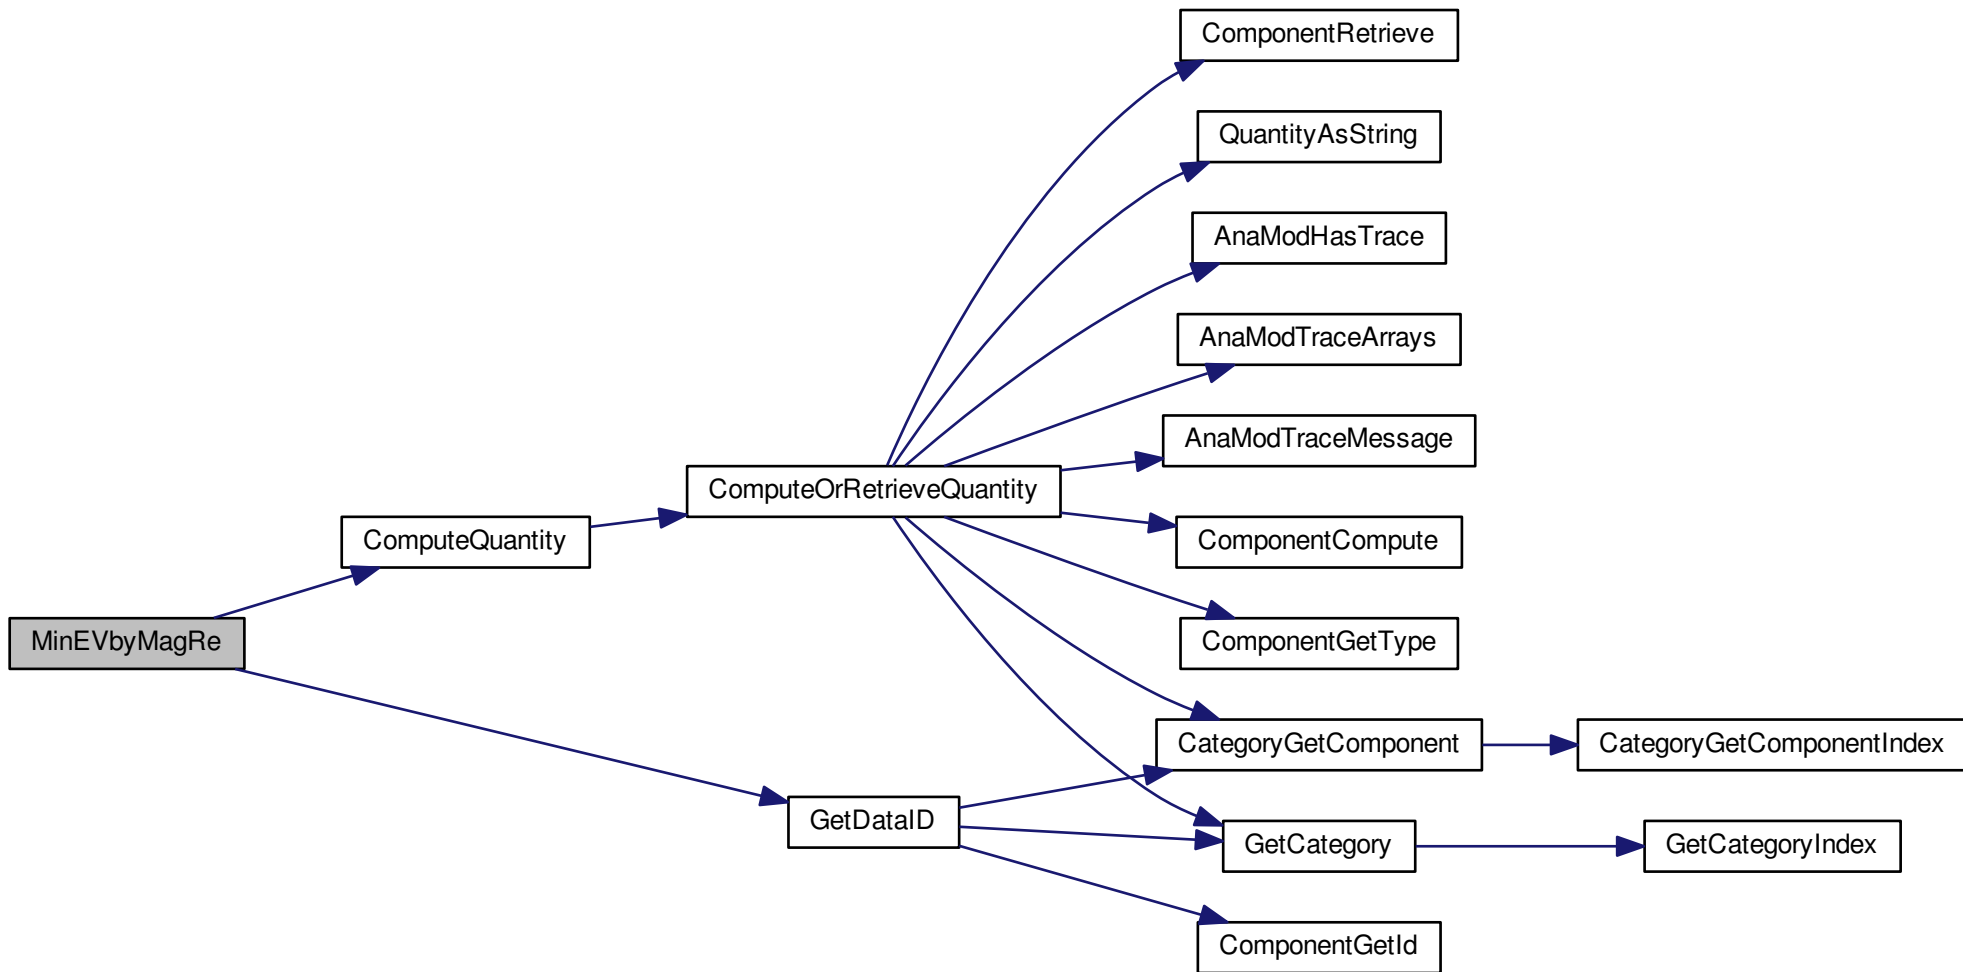 ComponentRetrieve
QuantityAsString
AnaModHasTrace
AnaModTraceArrays
AnaModTraceMessage
ComputeOrRetrieveQuantity
ComputeQuantity
ComponentCompute
MinEVbyMagRe
ComponentGetType
CategoryGetComponent
CategoryGetComponentIndex
GetDataID
GetCategory
GetCategoryIndex
ComponentGetId